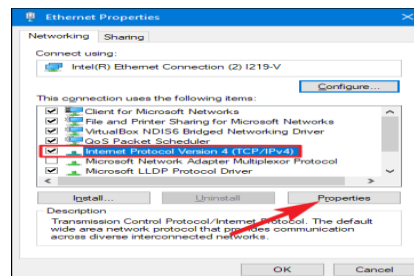 Ethernet Properties
Networking Sharing
Connect using:
Intel(R) Ethernet Connection (2) I219-V
Configure...
This connection uses the following items:
Client for Microsoft Networks
File and Printer Sharing for Microsoft Networks
VirtualBox NDIS6 Bridged Networking Driver
QoS Packet Scheduler
Internet Protocol Version 4 (TCP/IPv4)
Microsoft Network Adapter Multiplexor Protocol
Microsoft LLDP Protocol Driver
Install... Uninstall Properties
Description
Transmission Control Protocol/Internet Protocol. The default
wide area network protocol that provides communication
across diverse interconnected networks.
OK Cancel